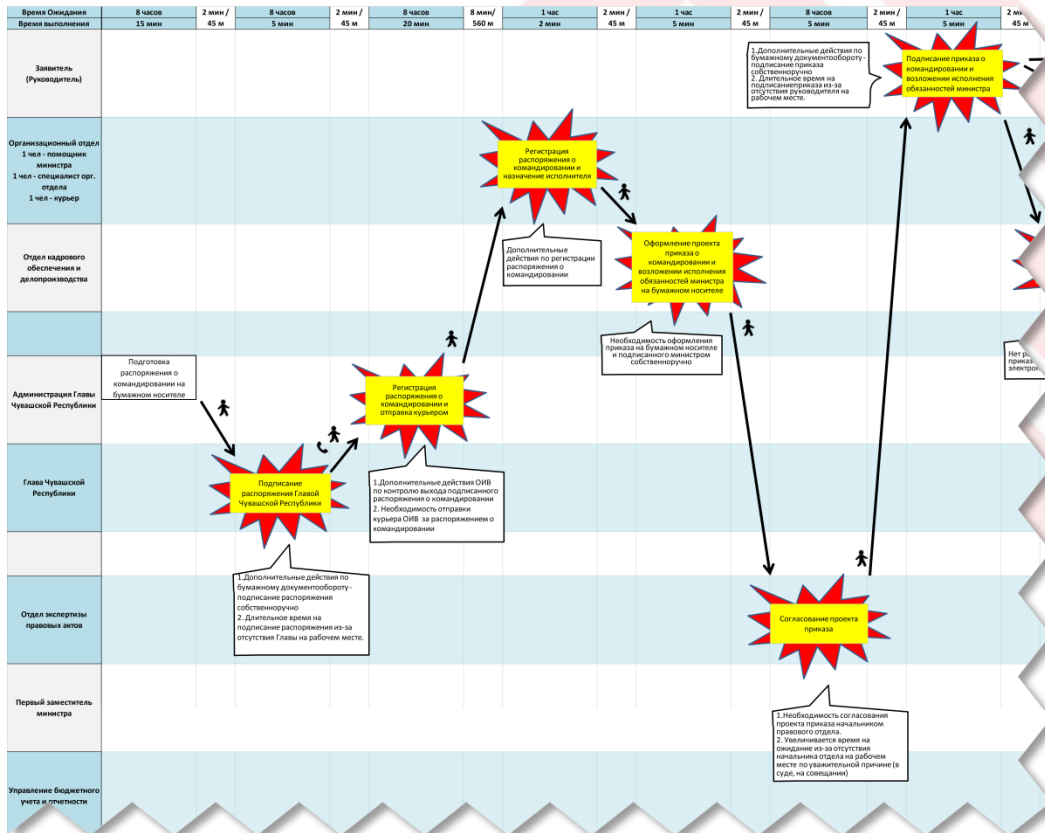 Время Ожидания
Время выполнения
8 часов
15 мин
2 мин /
45 м
8 часов
5 мин
2 мин /
45 м
8 часов
20 мин
8 мин/
560 м
1 час
2 мин
2 мин /
45 м
1 час
5 мин
2 мин /
45 м
8 часов
5 мин
2 мин /
45 м
1 час
5 мин
45 м
Заявитель
(Руководитель)
1.Дополнительные действия по
бумажному документообороту -
подписание приказа
собственноручно
2. Длительное время на
подписаниеприказа из-за
отсутствия руководителя на
рабочем месте.
Подписание приказа о
командировании и
возложении исполнения
обязанностей министра
Организационный отдел
1 чел - помощник
министра
1 чел - специалист орг.
отдела
1 чел - курьер
Регистрация
распоряжения о
командировании и
назначение исполнителя
Дополнительные
действия по регистрации
распоряжения о
командировании
Отдел кадрового
обеспечения и
делопроизводства
Оформление проекта
приказа о
командировании и
возложении исполнения
обязанностей министра
на бумажном носителе
Необходимость оформления
приказа на бумажном носителе
и подписанного министром
собственноручно
Администрация Главы
Чувашской Республики
Подготовка
распоряжения о
командировании на
бумажном носителе
Регистрация
распоряжения о
командировании и
отправка курьером
Нет
Глава Чувашской
Республики
Подписание
распоряжения Главой
Чувашской Республики
1.Дополнительные действия ОИВ
по контролю выхода подписанного
распоряжения о командировании
2. Необходимость отправки
курьера ОИВ за распоряжением о
командировании
1.Дополнительные действия по
бумажному документообороту -
подписание распоряжения
собственноручно
2. Длительное время на
подписание распоряжения из-за
отсутствия Главы на рабочем месте.
Отдел экспертизы
правовых актов
Согласование проекта
приказа
Первый заместитель
министра
1.Необходимость согласования
проекта приказа начальником
правового отдела.
2. Увеличивается время на
ожидание из-за отсутствия
начальника отдела на рабочем
месте по уважительной причине (в
суде, на совещании)
Управление бюджетного
учета и отчетности